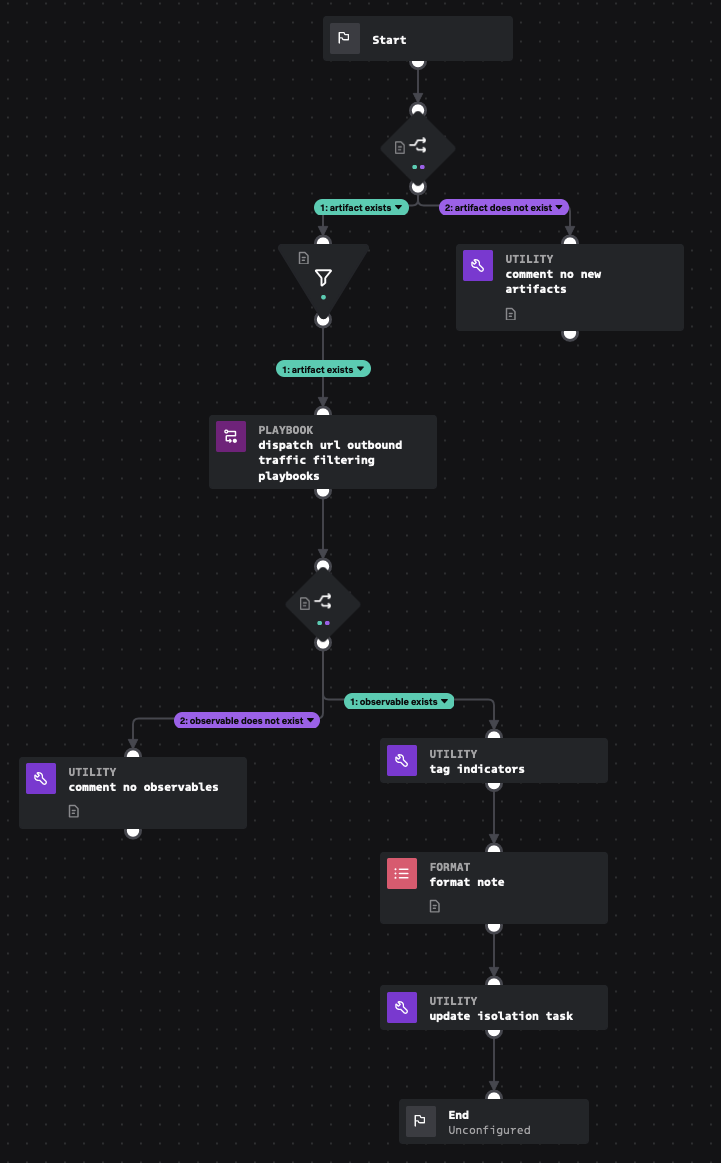 Start
1: artifact exists
2: artifact does not exist
UTILITY
comment no new
artifacts
1: artifact exists
PLAYBOOK
dispatch url outbound
traffic filtering
playbooks
1: observable exists
2: observable does not exist
UTILITY
tag indicators
UTILITY
comment no observables
FORMAT
format note
UTILITY
update isolation task
End
Unconfigured